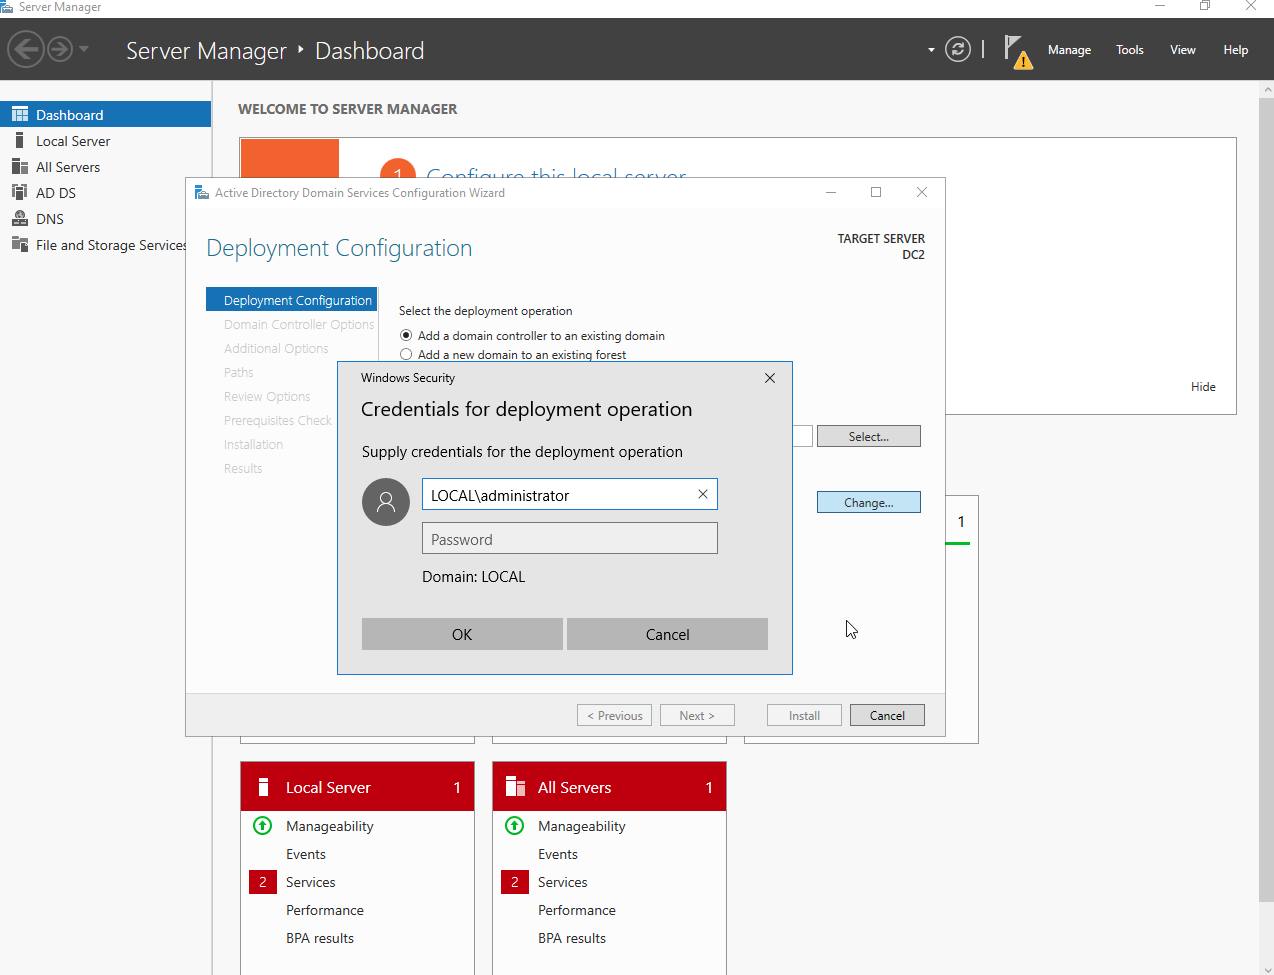 Server Manager
Server Manager Dashboard
Manage Tools View Help
Dashboard
Local Server
All Servers
AD DS
DNS
File and Storage Services
WELCOME TO SERVER MANAGER
1 Configure this local server
Hide
Active Directory Domain Services Configuration Wizard
Deployment Configuration
TARGET SERVER
DC2
Deployment Configuration
Domain Controller Options
Additional Options
Paths
Review Options
Prerequisites Check
Installation
Results
Select the deployment operation
Add a domain controller to an existing domain
Add a new domain to an existing forest
Select...
Change...
1
Windows Security
Credentials for deployment operation
Supply credentials for the deployment operation
LOCAL\administrator
Password
Domain: LOCAL
OK Cancel
< Previous Next > Install Cancel
Local Server 1
Manageability
Events
2 Services
Performance
BPA results
All Servers 1
Manageability
Events
2 Services
Performance
BPA results